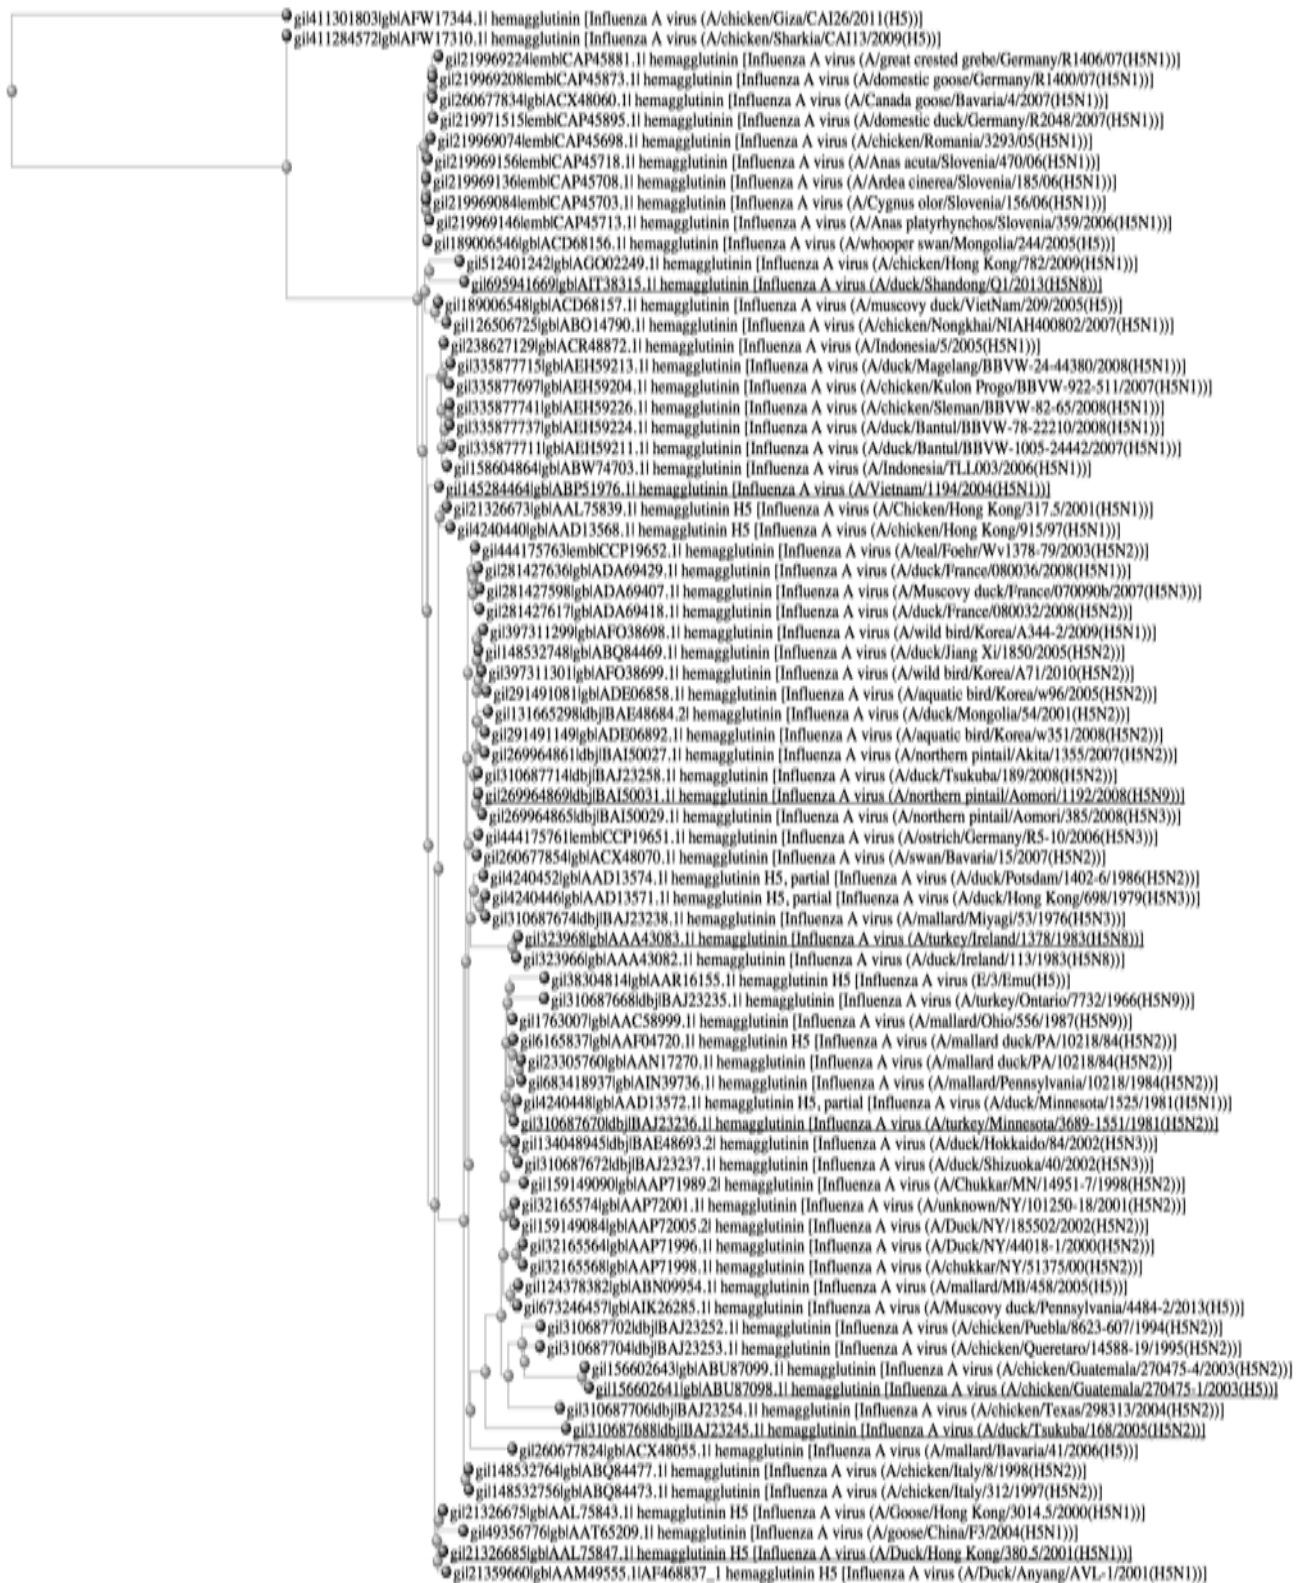 gi|411301803|gb|AFW17344.1| hemagglutinin [Influenza A virus (A/chicken/Giza/CAI26/2011(H5))]
gi|411284572|gb|AFW17310.1| hemagglutinin [Influenza A virus (A/chicken/Sharkia/CAI13/2009(H5))]
gi|219969224|emb|CAP45881.1| hemagglutinin [Influenza A virus (A/great crested grebe/Germany/R1406/07(H5N1))]
gi|219969208|emb|CAP45873.1| hemagglutinin [Influenza A virus (A/domestic goose/Germany/R1400/07(H5N1))]
gi|260677834|gb|ACX48060.1| hemagglutinin [Influenza A virus (A/Canada goose/Bavaria/4/2007(H5N1))]
gi|219971515|emb|CAP45895.1| hemagglutinin [Influenza A virus (A/domestic duck/Germany/R2048/2007(H5N1))]
gi|219969074|emb|CAP45698.1| hemagglutinin [Influenza A virus (A/chicken/Romania/3293/05(H5N1))]
gi|219969156|emb|CAP45718.1| hemagglutinin [Influenza A virus (A/Anas acuta/Slovenia/470/06(H5N1))]
gi|219969136|emb|CAP45708.1| hemagglutinin [Influenza A virus (A/Ardea cinerea/Slovenia/185/06(H5N1))]
gi|219969084|emb|CAP45703.1| hemagglutinin [Influenza A virus (A/Cygnus olor/Slovenia/156/06(H5N1))]
gi|219969146|emb|CAP45713.1| hemagglutinin [Influenza A virus (A/Anas platyrhynchos/Slovenia/359/2006(H5N1))]
gi|189006546|gb|ACD68156.1| hemagglutinin [Influenza A virus (A/whooper swan/Mongolia/244/2005(H5))]
gi|512401242|gb|AGO02249.1| hemagglutinin [Influenza A virus (A/chicken/Hong Kong/782/2009(H5N1))]
gi|695941669|gb|AIT38315.1| hemagglutinin [Influenza A virus (A/duck/Shandong/Q1/2013(H5N8))]
gi|189006548|gb|ACD68157.1| hemagglutinin [Influenza A virus (A/muscovy duck/VietNam/209/2005(H5))]
gi|126506725|gb|ABO14790.1| hemagglutinin [Influenza A virus (A/chicken/Nongkhai/NIAH400802/2007(H5N1))]
gi|238627129|gb|ACR48872.1| hemagglutinin [Influenza A virus (A/Indonesia/5/2005(H5N1))]
gi|335877715|gb|AEH59213.1| hemagglutinin [Influenza A virus (A/duck/Magelang/BBVW-24-44380/2008(H5N1))]
gi|335877697|gb|AEH59204.1| hemagglutinin [Influenza A virus (A/chicken/Kulon Progo/BBVW-922-511/2007(H5N1))]
gi|335877741|gb|AEH59226.1| hemagglutinin [Influenza A virus (A/chicken/Sleman/BBVW-82-65/2008(H5N1))]
gi|335877737|gb|AEH59224.1| hemagglutinin [Influenza A virus (A/duck/Bantul/BBVW-78-22210/2008(H5N1))]
gi|335877711|gb|AEH59211.1| hemagglutinin [Influenza A virus (A/duck/Bantul/BBVW-1005-24442/2007(H5N1))]
gi|158604864|gb|ABW74703.1| hemagglutinin [Influenza A virus (A/Indonesia/TLL003/2006(H5N1))]
gi|145284464|gb|ABP51976.1| hemagglutinin [Influenza A virus (A/Vietnam/1194/2004(H5N1))]
gi|21326673|gb|AAL75839.1| hemagglutinin H5 [Influenza A virus (A/Chicken/Hong Kong/317.5/2001(H5N1))]
gi|4240440|gb|AAD13568.1| hemagglutinin H5 [Influenza A virus (A/chicken/Hong Kong/915/97(H5N1))]
gi|444175763|emb|CCP19652.1| hemagglutinin [Influenza A virus (A/teal/Foehr/Wv1378-79/2003(H5N2))]
gi|281427636|gb|ADA69429.1| hemagglutinin [Influenza A virus (A/duck/France/080036/2008(H5N1))]
gi|281427598|gb|ADA69407.1| hemagglutinin [Influenza A virus (A/Muscovy duck/France/070090b/2007(H5N3))]
gi|281427617|gb|ADA69418.1| hemagglutinin [Influenza A virus (A/duck/France/080032/2008(H5N2))]
gi|397311299|gb|AFO38698.1| hemagglutinin [Influenza A virus (A/wild bird/Korea/A344-2/2009(H5N1))]
gi|148532748|gb|ABQ84469.1| hemagglutinin [Influenza A virus (A/duck/Jiang Xi/1850/2005(H5N2))]
gi|397311301|gb|AFO38699.1| hemagglutinin [Influenza A virus (A/wild bird/Korea/A71/2010(H5N2))]
gi|291491081|gb|ADE06858.1| hemagglutinin [Influenza A virus (A/aquatic bird/Korea/w96/2005(H5N2))]
gi|131665298|dbj|BAE48684.2| hemagglutinin [Influenza A virus (A/duck/Mongolia/54/2001(H5N2))]
gi|291491149|gb|ADE06892.1| hemagglutinin [Influenza A virus (A/aquatic bird/Korea/w351/2008(H5N2))]
gi|269964861|dbj|BAI50027.1| hemagglutinin [Influenza A virus (A/northern pintail/Akita/1355/2007(H5N2))]
gi|310687714|dbj|BAJ23258.1| hemagglutinin [Influenza A virus (A/duck/Tsukuba/189/2008(H5N2))]
gi|269964869|dbj|BAI50031.1| hemagglutinin [Influenza A virus (A/northern pintail/Aomori/1192/2008(H5N9))]
gi|269964865|dbj|BAI50029.1| hemagglutinin [Influenza A virus (A/northern pintail/Aomori/385/2008(H5N3))]
gi|444175761|emb|CCP19651.1| hemagglutinin [Influenza A virus (A/ostrich/Germany/R5-10/2006(H5N3))]
gi|260677854|gb|ACX48070.1| hemagglutinin [Influenza A virus (A/swan/Bavaria/15/2007(H5N2))]
gi|4240452|gb|AAD13574.1| hemagglutinin H5, partial [Influenza A virus (A/duck/Potsdam/1402-6/1986(H5N2))]
gi|4240446|gb|AAD13571.1| hemagglutinin H5, partial [Influenza A virus (A/duck/Hong Kong/698/1979(H5N3))]
gi|310687674|dbj|BAJ23238.1| hemagglutinin [Influenza A virus (A/mallard/Miyagi/53/1976(H5N3))]
gi|323968|gb|AAA43083.1| hemagglutinin [Influenza A virus (A/turkey/Ireland/1378/1983(H5N8))]
gi|323966|gb|AAA43082.1| hemagglutinin [Influenza A virus (A/duck/Ireland/113/1983(H5N8))]
gi|38304814|gb|AAR16155.1| hemagglutinin H5 [Influenza A virus (E/3/Emu(H5))]
gi|310687668|dbj|BAJ23235.1| hemagglutinin [Influenza A virus (A/turkey/Ontario/7732/1966(H5N9))]
gi|1763007|gb|AAC58999.1| hemagglutinin [Influenza A virus (A/mallard/Ohio/556/1987(H5N9))]
gi|6165837|gb|AAF04720.1| hemagglutinin H5 [Influenza A virus (A/mallard duck/PA/10218/84(H5N2))]
gi|23305760|gb|AAN17270.1| hemagglutinin [Influenza A virus (A/mallard duck/PA/10218/84(H5N2))]
gi|683418937|gb|AIN39736.1| hemagglutinin [Influenza A virus (A/mallard/Pennsylvania/10218/1984(H5N2))]
gi|4240448|gb|AAD13572.1| hemagglutinin H5, partial [Influenza A virus (A/duck/Minnesota/1525/1981(H5N1))]
gi|310687670|dbj|BAJ23236.1| hemagglutinin [Influenza A virus (A/turkey/Minnesota/3689-1551/1981(H5N2))]
gi|134048945|dbj|BAE48693.2| hemagglutinin [Influenza A virus (A/duck/Hokkaido/84/2002(H5N3))]
gi|310687672|dbj|BAJ23237.1| hemagglutinin [Influenza A virus (A/duck/Shizuoka/40/2002(H5N3))]
gi|159149090|gb|AAP71989.2| hemagglutinin [Influenza A virus (A/Chukkar/MN/14951-7/1998(H5N2))]
gi|32165574|gb|AAP72001.1| hemagglutinin [Influenza A virus (A/unknown/NY/101250-18/2001(H5N2))]
gi|159149084|gb|AAP72005.2| hemagglutinin [Influenza A virus (A/Duck/NY/185502/2002(H5N2))]
gi|32165564|gb|AAP71996.1| hemagglutinin [Influenza A virus (A/Duck/NY/44018-1/2000(H5N2))]
gi|32165568|gb|AAP71998.1| hemagglutinin [Influenza A virus (A/chukkar/NY/51375/00(H5N2))]
gi|124378382|gb|ABN09954.1| hemagglutinin [Influenza A virus (A/mallard/MB/458/2005(H5))]
gi|673246457|gb|AIK26285.1| hemagglutinin [Influenza A virus (A/Muscovy duck/Pennsylvania/4484-2/2013(H5))]
gi|310687702|dbj|BAJ23252.1| hemagglutinin [Influenza A virus (A/chicken/Puebla/8623-607/1994(H5N2))]
gi|310687704|dbj|BAJ23253.1| hemagglutinin [Influenza A virus (A/chicken/Queretaro/14588-19/1995(H5N2))]
gi|156602643|gb|ABU87099.1| hemagglutinin [Influenza A virus (A/chicken/Guatemala/270475-4/2003(H5N2))]
gi|156602641|gb|ABU87098.1| hemagglutinin [Influenza A virus (A/chicken/Guatemala/270475-1/2003(H5))]
gi|310687706|dbj|BAJ23254.1| hemagglutinin [Influenza A virus (A/chicken/Texas/298313/2004(H5N2))]
gi|310687688|dbj|BAJ23245.1| hemagglutinin [Influenza A virus (A/duck/Tsukuba/168/2005(H5N2))]
gi|260677824|gb|ACX48055.1| hemagglutinin [Influenza A virus (A/mallard/Bavaria/41/2006(H5))]
gi|148532764|gb|ABQ84477.1| hemagglutinin [Influenza A virus (A/chicken/Italy/8/1998(H5N2))]
gi|148532756|gb|ABQ84473.1| hemagglutinin [Influenza A virus (A/chicken/Italy/312/1997(H5N2))]
gi|21326675|gb|AAL75843.1| hemagglutinin H5 [Influenza A virus (A/Goose/Hong Kong/3014.5/2000(H5N1))]
gi|49356776|gb|AAT65209.1| hemagglutinin [Influenza A virus (A/goose/China/F3/2004(H5N1))]
gi|21326685|gb|AAL75847.1| hemagglutinin H5 [Influenza A virus (A/Duck/Hong Kong/380.5/2001(H5N1))]
gi|21359660|gb|AAM49555.1|AF468837_1 hemagglutinin H5 [Influenza A virus (A/Duck/Anyang/AVL-1/2001(H5N1))]